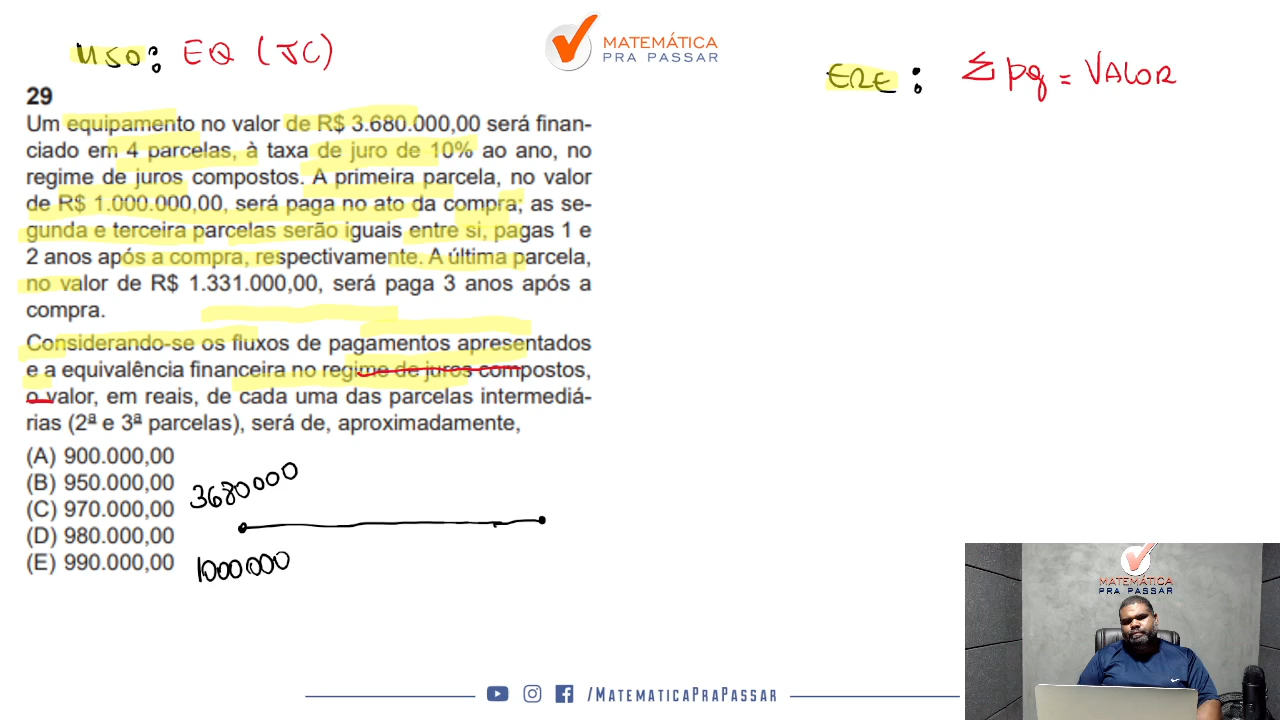 USO: EQ (JC)
MATEMÁTICA
PRA PASSAR
ERE: Σ pg = VALOR
29
Um equipamento no valor de R$ 3.680.000,00 será finan-
ciado em 4 parcelas, à taxa de juro de 10% ao ano, no
regime de juros compostos. A primeira parcela, no valor
de R$ 1.000.000,00, será paga no ato da compra; as se-
gunda e terceira parcelas serão iguais entre si, pagas 1 e
2 anos após a compra, respectivamente. A última parcela,
no valor de R$ 1.331.000,00, será paga 3 anos após a
compra.
Considerando-se os fluxos de pagamentos apresentados
e a equivalência financeira no regime de juros compostos,
o valor, em reais, de cada uma das parcelas intermediá-
rias (2ª e 3ª parcelas), será de, aproximadamente,
(A) 900.000,00
(B) 950.000,00
(C) 970.000,00
(D) 980.000,00
(E) 990.000,00
3680000
1000000
MATEMÁTICA
PRA PASSAR
/MATEMATICAPRAPASSAR